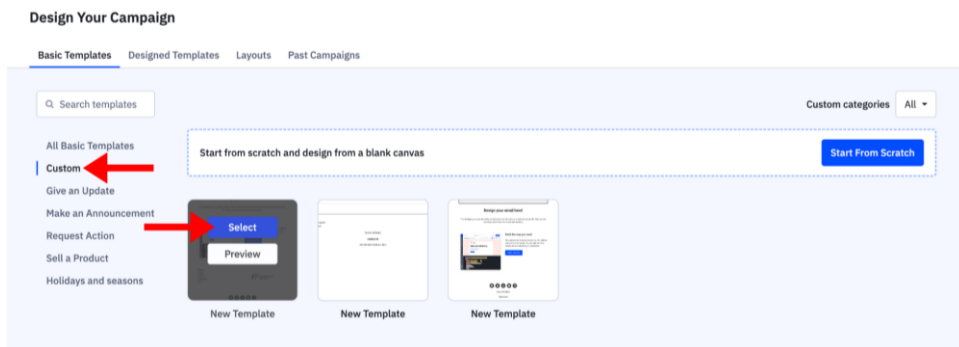 Design Your Campaign
Basic Templates Designed Templates Layouts Past Campaigns
Search templates
Custom categories All
All Basic Templates
Custom
Give an Update
Make an Announcement
Request Action
Sell a Product
Holidays and seasons
Start from scratch and design from a blank canvas
Start From Scratch
Select
Preview
New Template
New Template
Design your email here!
New Template